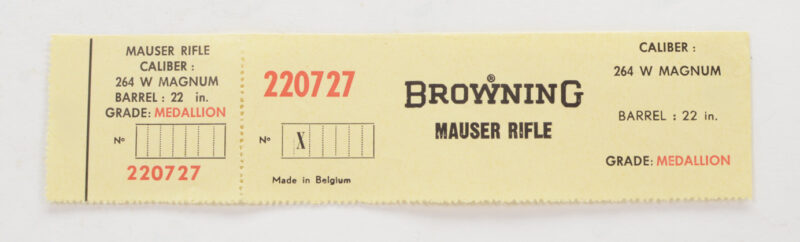 MAUSER RIFLE
CALIBER :
264 W MAGNUM
BARREL : 22 in.
GRADE: MEDALLION
Nº
220727
220727
Nº X
Made in Belgium
BROWNING ®
MAUSER RIFLE
CALIBER :
264 W MAGNUM
BARREL : 22 in.
GRADE: MEDALLION